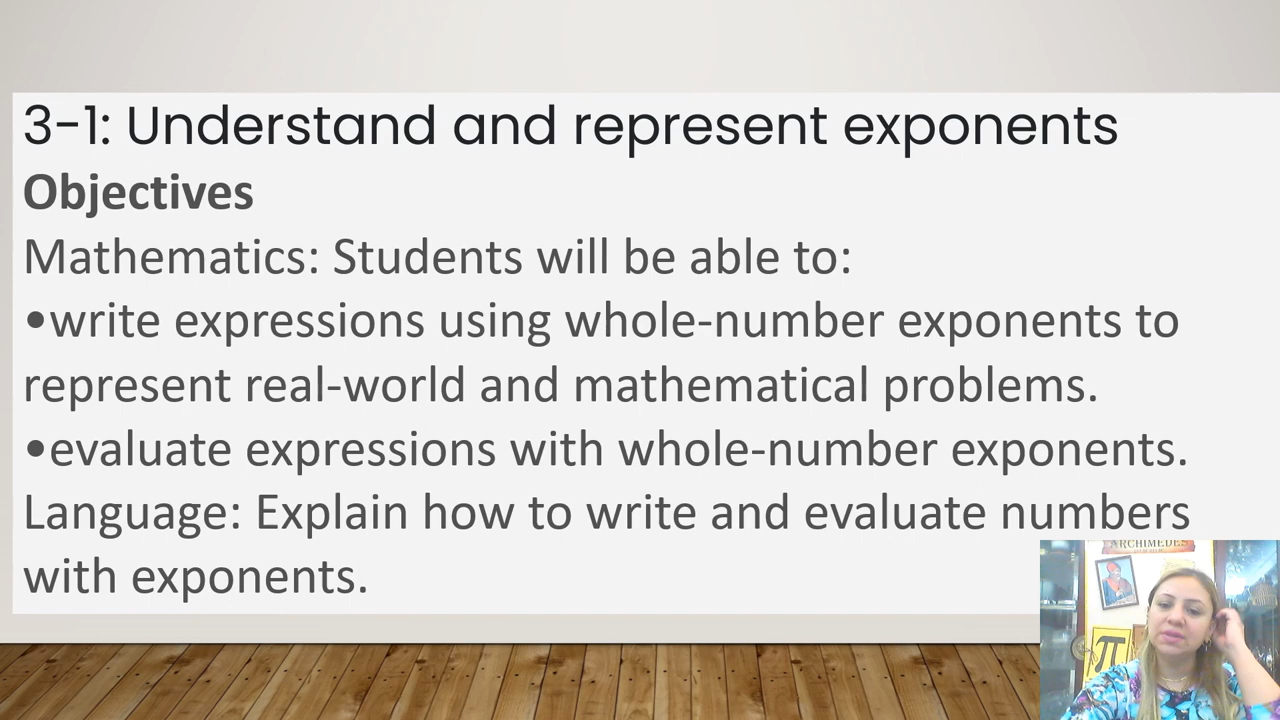 3-1: Understand and represent exponents
Objectives
Mathematics: Students will be able to:
•write expressions using whole-number exponents to
represent real-world and mathematical problems.
•evaluate expressions with whole-number exponents.
Language: Explain how to write and evaluate numbers
with exponents.
ARCHIMEDES
π